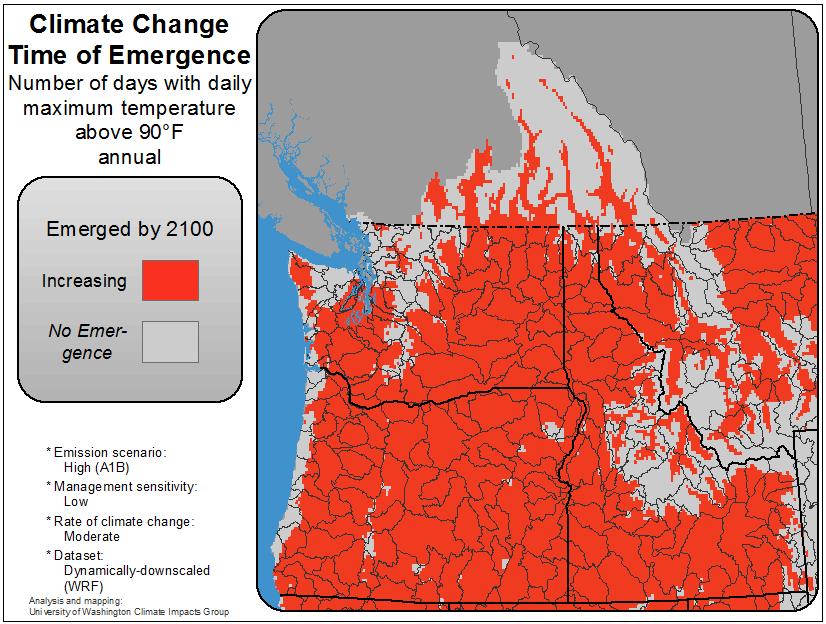 Climate Change
Time of Emergence
Number of days with daily
maximum temperature
above 90°F
annual
Emerged by 2100
Increasing
No Emer-
gence
* Emission scenario:
High (A1B)
* Management sensitivity:
Low
* Rate of climate change:
Moderate
* Dataset:
Dynamically-downscaled
(WRF)
Analysis and mapping:
University of Washington Climate Impacts Group